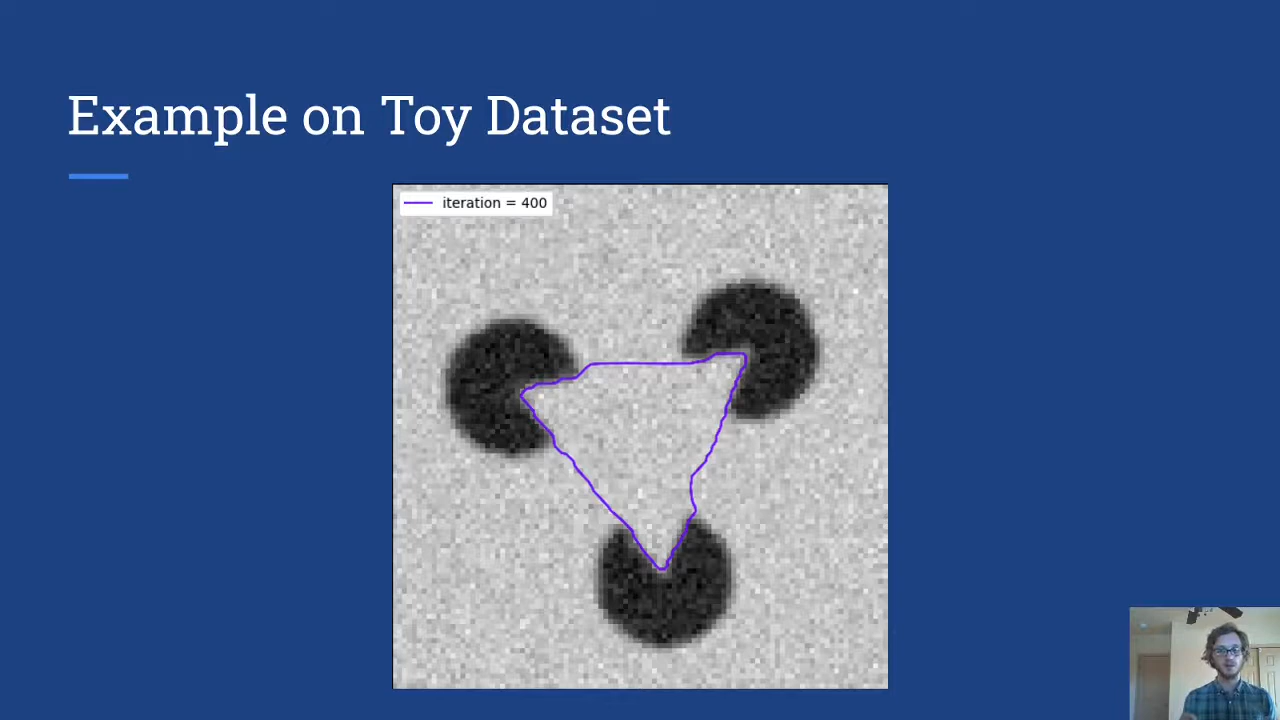 Example on Toy Dataset
iteration = 400